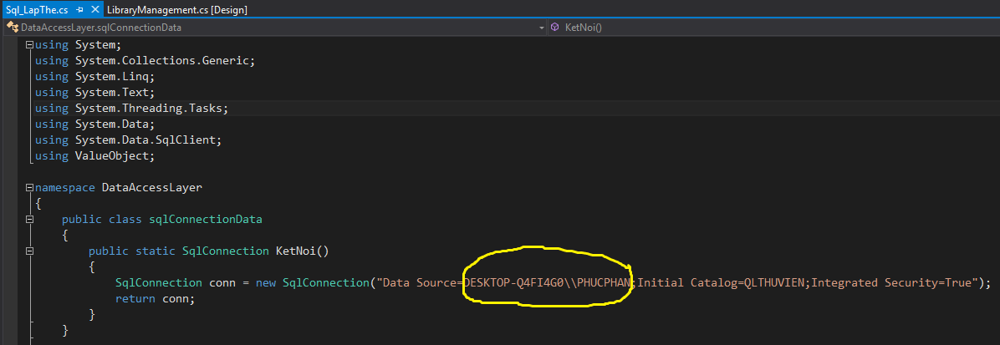 Sql_LapThe.cs LibraryManagement.cs [Design]
DataAccessLayer.sqlConnectionData KetNoi()
using System;
using System.Collections.Generic;
using System.Linq;
using System.Text;
using System.Threading.Tasks;
using System.Data;
using System.Data.SqlClient;
using ValueObject;
namespace DataAccessLayer
{
public class sqlConnectionData
{
public static SqlConnection KetNoi()
{
SqlConnection conn = new SqlConnection("Data Source=DESKTOP-Q4FI4G0\\PHUCPHAN;Initial Catalog=QLTHUVIEN;Integrated Security=True");
return conn;
}
}